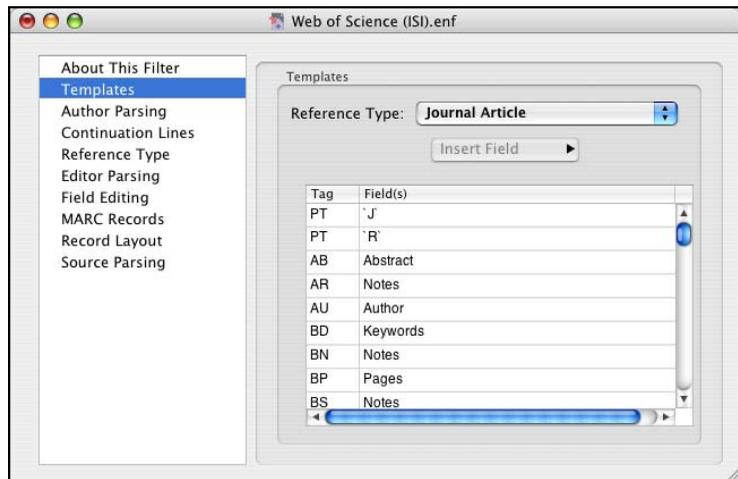 Web of Science (ISI).enf
About This Filter
Templates
Author Parsing
Continuation Lines
Reference Type
Editor Parsing
Field Editing
MARC Records
Record Layout
Source Parsing
Templates
Reference Type: Journal Article
Insert Field
Tag Field(s)
PT `J`
PT `R`
AB Abstract
AR Notes
AU Author
BD Keywords
BN Notes
BP Pages
BS Notes